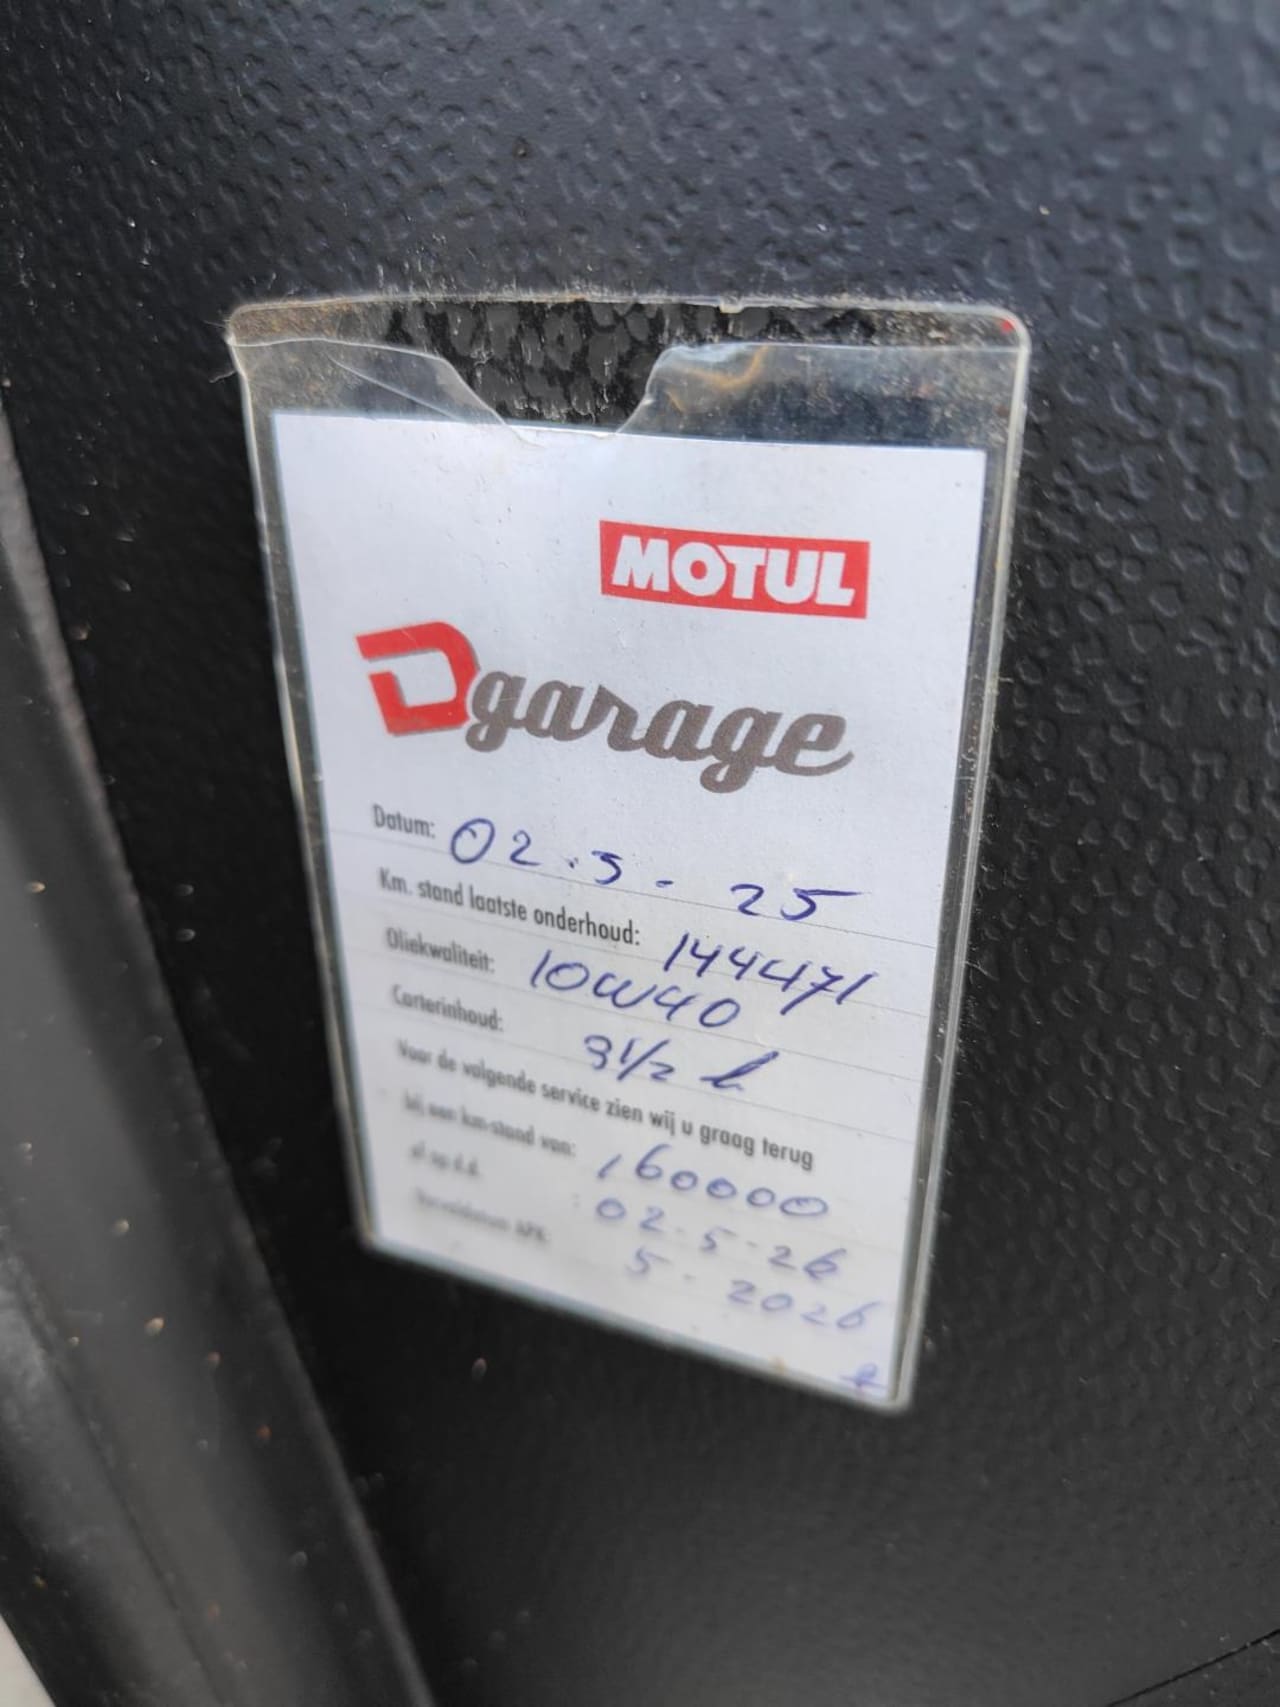 MOTUL
Dgarage
Datum: 02.5-25
Km. stand laatste onderhoud: 144471
Oliekwaliteit: 10W40
Carterinhoud: 3 1/2 L
Voor de volgende service zien wij u graag terug
bij een km-stand van: 160000
of op d.d. : 02.5-26
Vervaldatum APK: 5-2026